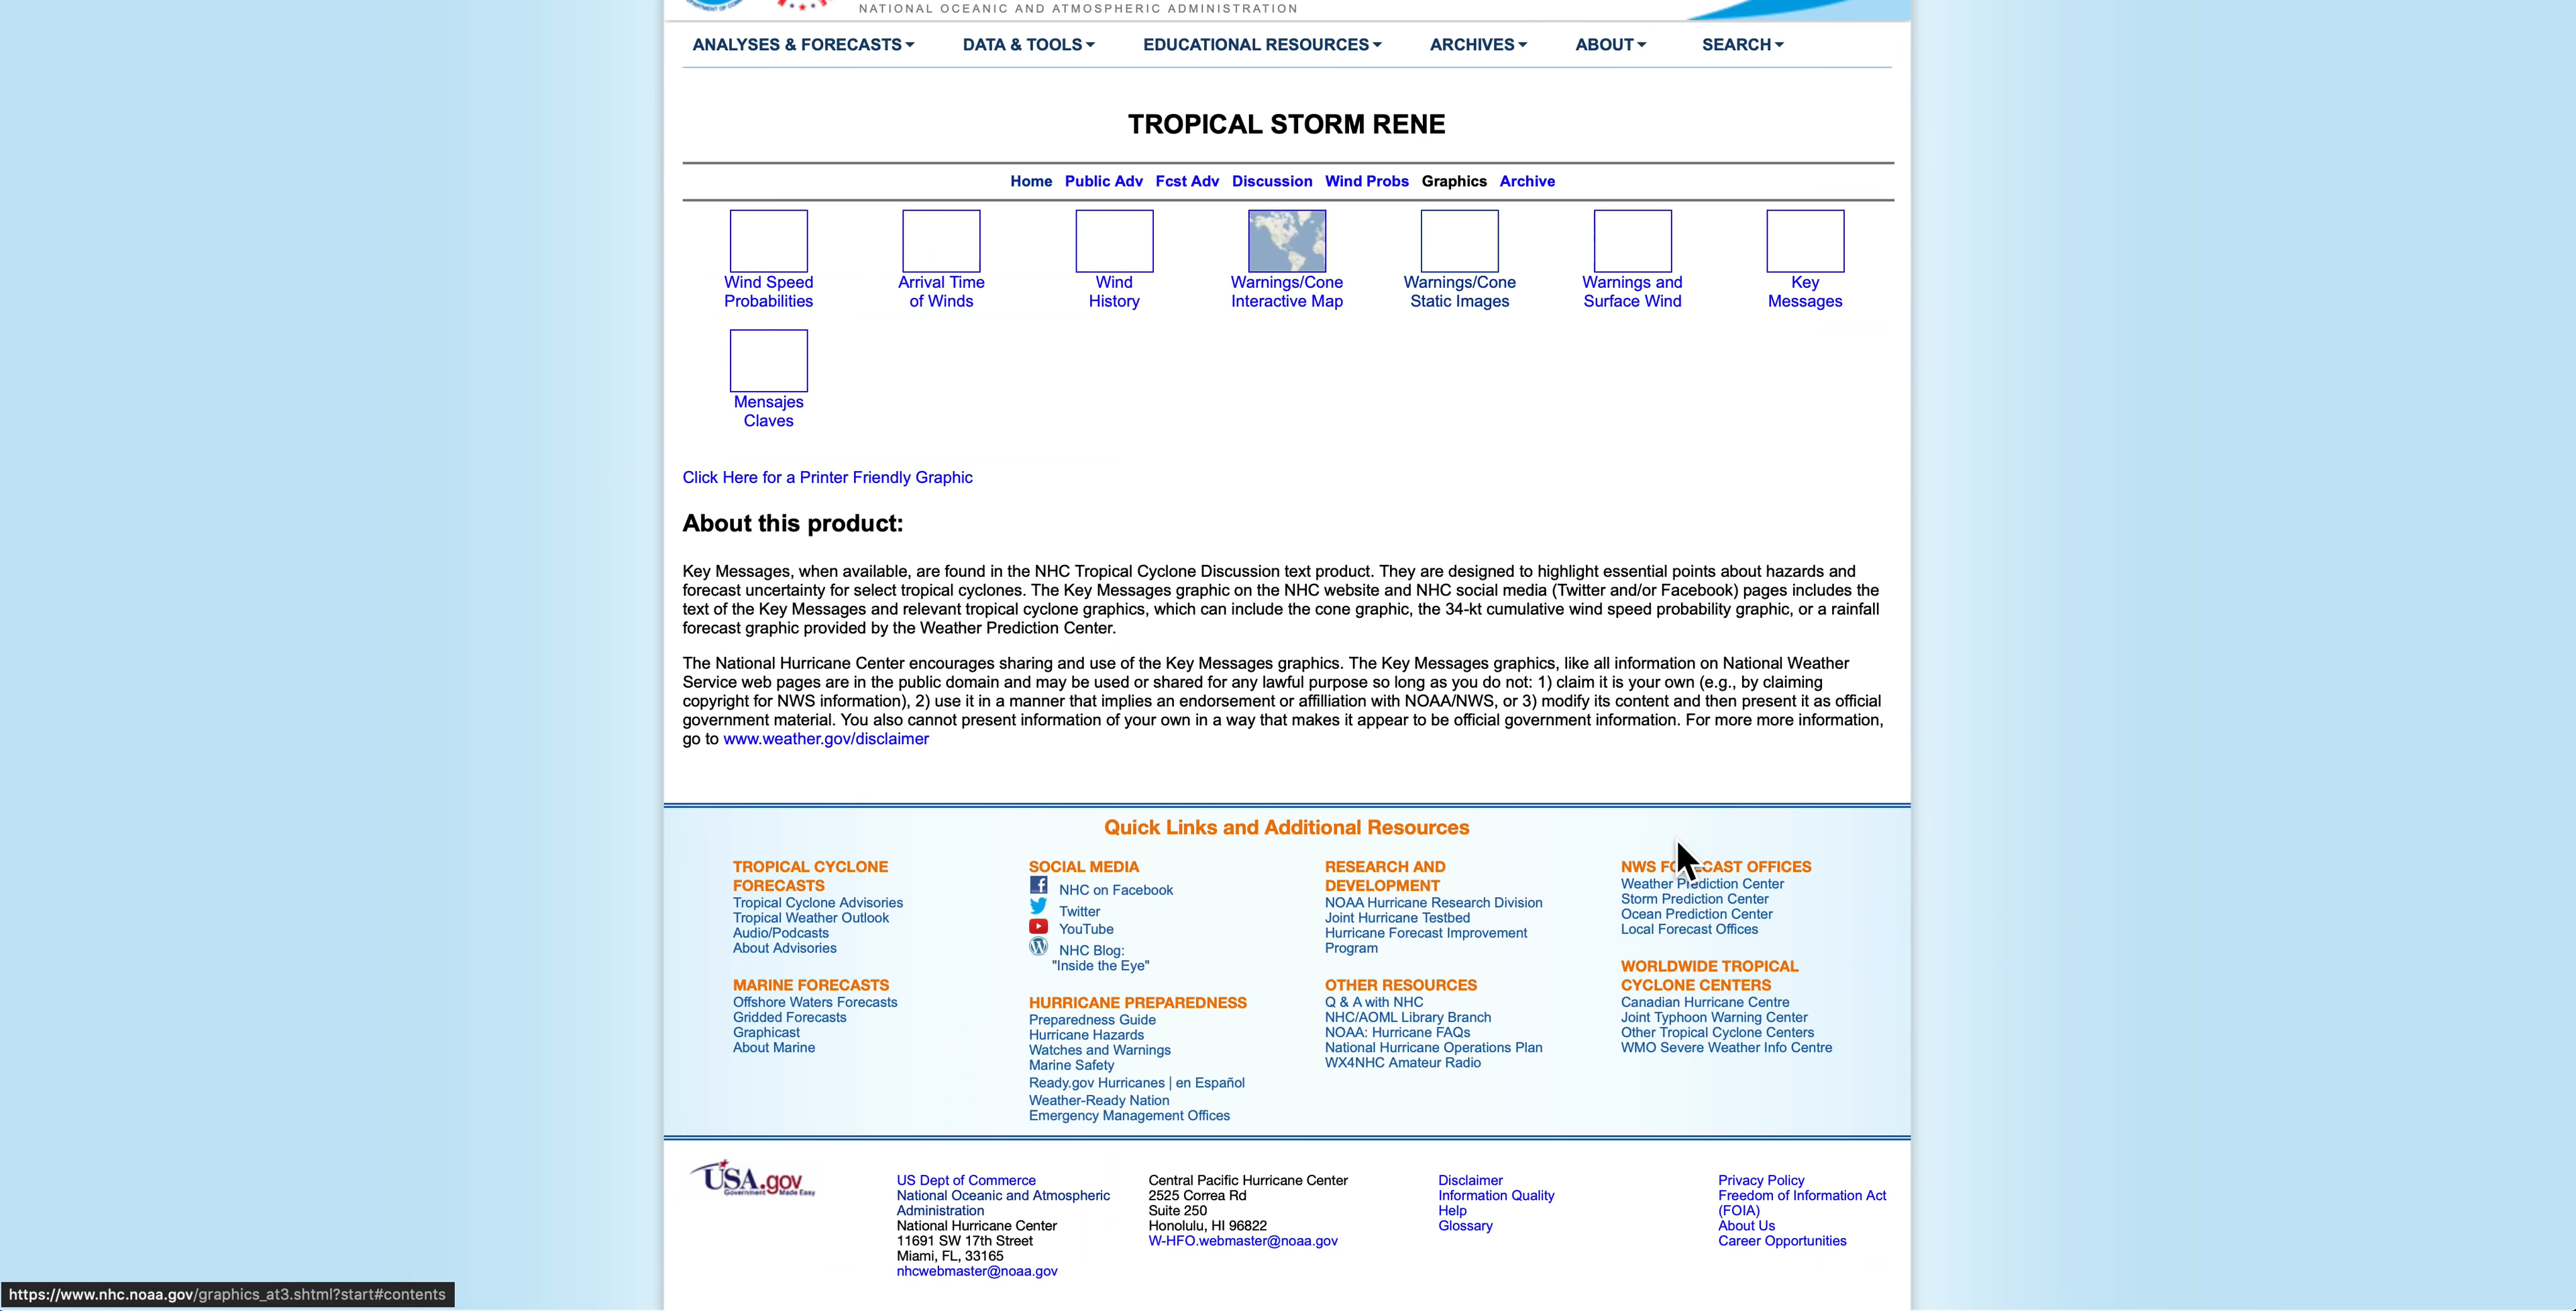 NATIONAL OCEANIC AND ATMOSPHERIC ADMINISTRATION
ANALYSES & FORECASTS DATA & TOOLS EDUCATIONAL RESOURCES ARCHIVES ABOUT SEARCH
TROPICAL STORM RENE
Home Public Adv Fcst Adv Discussion Wind Probs Graphics Archive
Wind Speed
Probabilities
Arrival Time
of Winds
Wind
History
Warnings/Cone
Interactive Map
Warnings/Cone
Static Images
Warnings and
Surface Wind
Key
Messages
Mensajes
Claves
Click Here for a Printer Friendly Graphic
About this product:
Key Messages, when available, are found in the NHC Tropical Cyclone Discussion text product. They are designed to highlight essential points about hazards and
forecast uncertainty for select tropical cyclones. The Key Messages graphic on the NHC website and NHC social media (Twitter and/or Facebook) pages includes the
text of the Key Messages and relevant tropical cyclone graphics, which can include the cone graphic, the 34-kt cumulative wind speed probability graphic, or a rainfall
forecast graphic provided by the Weather Prediction Center.
The National Hurricane Center encourages sharing and use of the Key Messages graphics. The Key Messages graphics, like all information on National Weather
Service web pages are in the public domain and may be used or shared for any lawful purpose so long as you do not: 1) claim it is your own (e.g., by claiming
copyright for NWS information), 2) use it in a manner that implies an endorsement or affilliation with NOAA/NWS, or 3) modify its content and then present it as official
government material. You also cannot present information of your own in a way that makes it appear to be official government information. For more more information,
go to www.weather.gov/disclaimer
Quick Links and Additional Resources
TROPICAL CYCLONE
FORECASTS
Tropical Cyclone Advisories
Tropical Weather Outlook
Audio/Podcasts
About Advisories
MARINE FORECASTS
Offshore Waters Forecasts
Gridded Forecasts
Graphicast
About Marine
SOCIAL MEDIA
NHC on Facebook
Twitter
YouTube
NHC Blog:
"Inside the Eye"
HURRICANE PREPAREDNESS
Preparedness Guide
Hurricane Hazards
Watches and Warnings
Marine Safety
Ready.gov Hurricanes | en Español
Weather-Ready Nation
Emergency Management Offices
RESEARCH AND
DEVELOPMENT
NOAA Hurricane Research Division
Joint Hurricane Testbed
Hurricane Forecast Improvement
Program
OTHER RESOURCES
Q & A with NHC
NHC/AOML Library Branch
NOAA: Hurricane FAQs
National Hurricane Operations Plan
WX4NHC Amateur Radio
NWS FORECAST OFFICES
Weather Prediction Center
Storm Prediction Center
Ocean Prediction Center
Local Forecast Offices
WORLDWIDE TROPICAL
CYCLONE CENTERS
Canadian Hurricane Centre
Joint Typhoon Warning Center
Other Tropical Cyclone Centers
WMO Severe Weather Info Centre
USA.gov
Government Made Easy
US Dept of Commerce
National Oceanic and Atmospheric
Administration
National Hurricane Center
11691 SW 17th Street
Miami, FL, 33165
nhcwebmaster@noaa.gov
Central Pacific Hurricane Center
2525 Correa Rd
Suite 250
Honolulu, HI 96822
W-HFO.webmaster@noaa.gov
Disclaimer
Information Quality
Help
Glossary
Privacy Policy
Freedom of Information Act
(FOIA)
About Us
Career Opportunities
https://www.nhc.noaa.gov/graphics_at3.shtml?start#contents